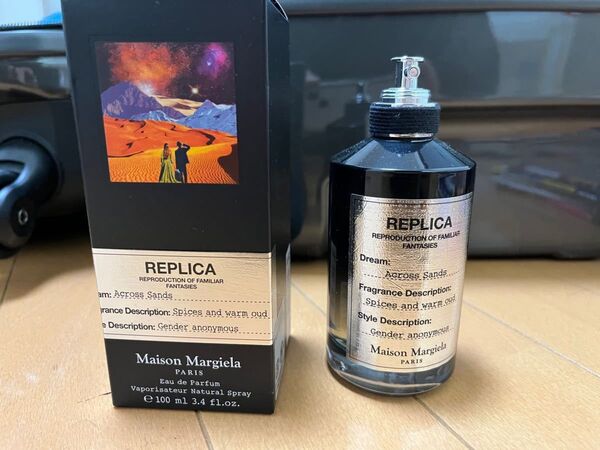 REPLICA
REPRODUCTION OF FAMILIAR
FANTASIES
am: Across Sands
grance Description: Spices and warm oud
e Description: Gender anonymous
Maison Margiela
PARIS
Eau de Parfum
Vaporisateur Natural Spray
℮ 100 ml 3.4 fl.oz.
REPLICA
REPRODUCTION OF FAMILIAR
FANTASIES
Dream:
Across Sands
Fragrance Description:
Spices and warm oud
Style Description:
Gender anonymous
Maison Margiela
PARIS